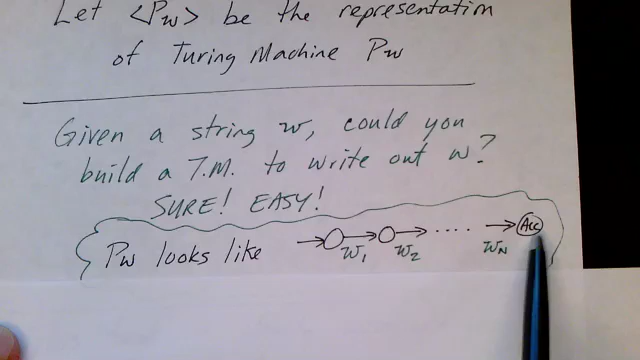 Let <Pw> be the representation
of Turing Machine Pw
Given a string w, could you
build a T.M. to write out w?
SURE! EASY!
Pw looks like → → → .... → Acc
w1 w2 wN